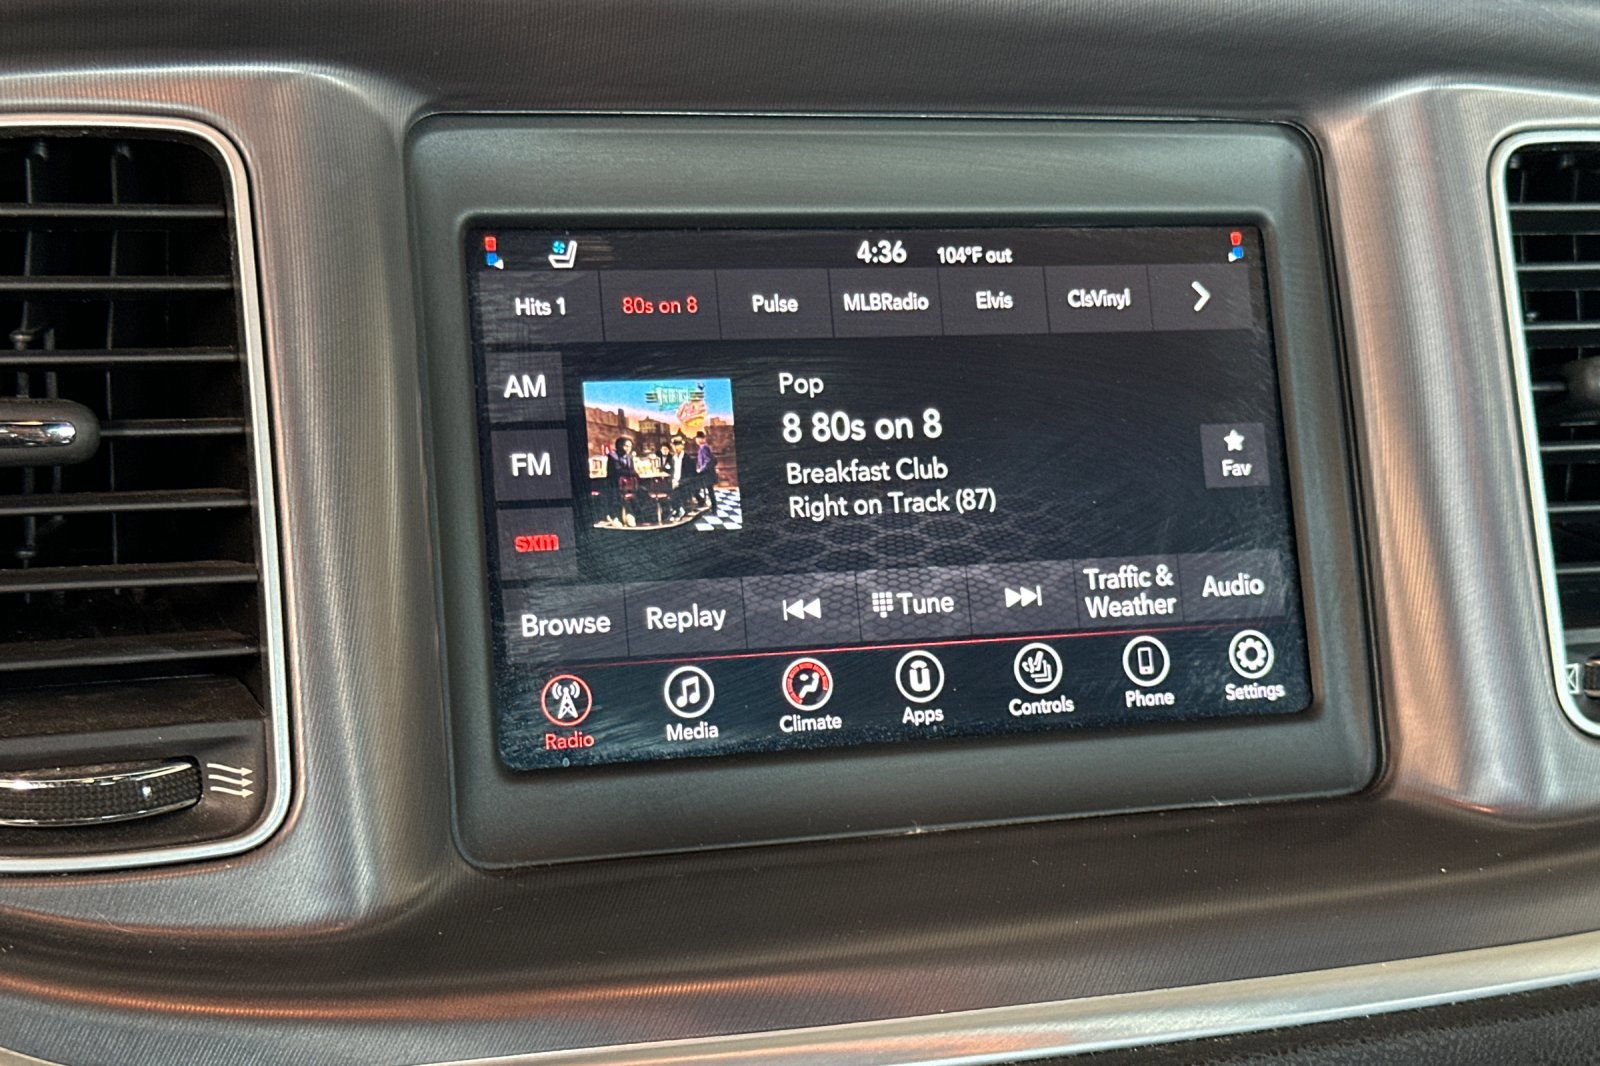 4:36 104°F out
Hits 1 80s on 8 Pulse MLBRadio Elvis ClsVinyl
AM
FM
sxm
Pop
8 80s on 8
Breakfast Club
Right on Track (87)
Fav
Browse Replay Tune Traffic & Weather Audio
Radio Media Climate Apps Controls Phone Settings